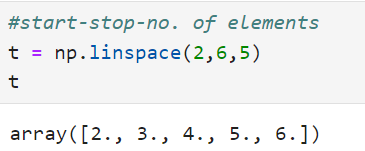 #start-stop-no. of elements
t = np.linspace(2,6,5)
t
array([2., 3., 4., 5., 6.])